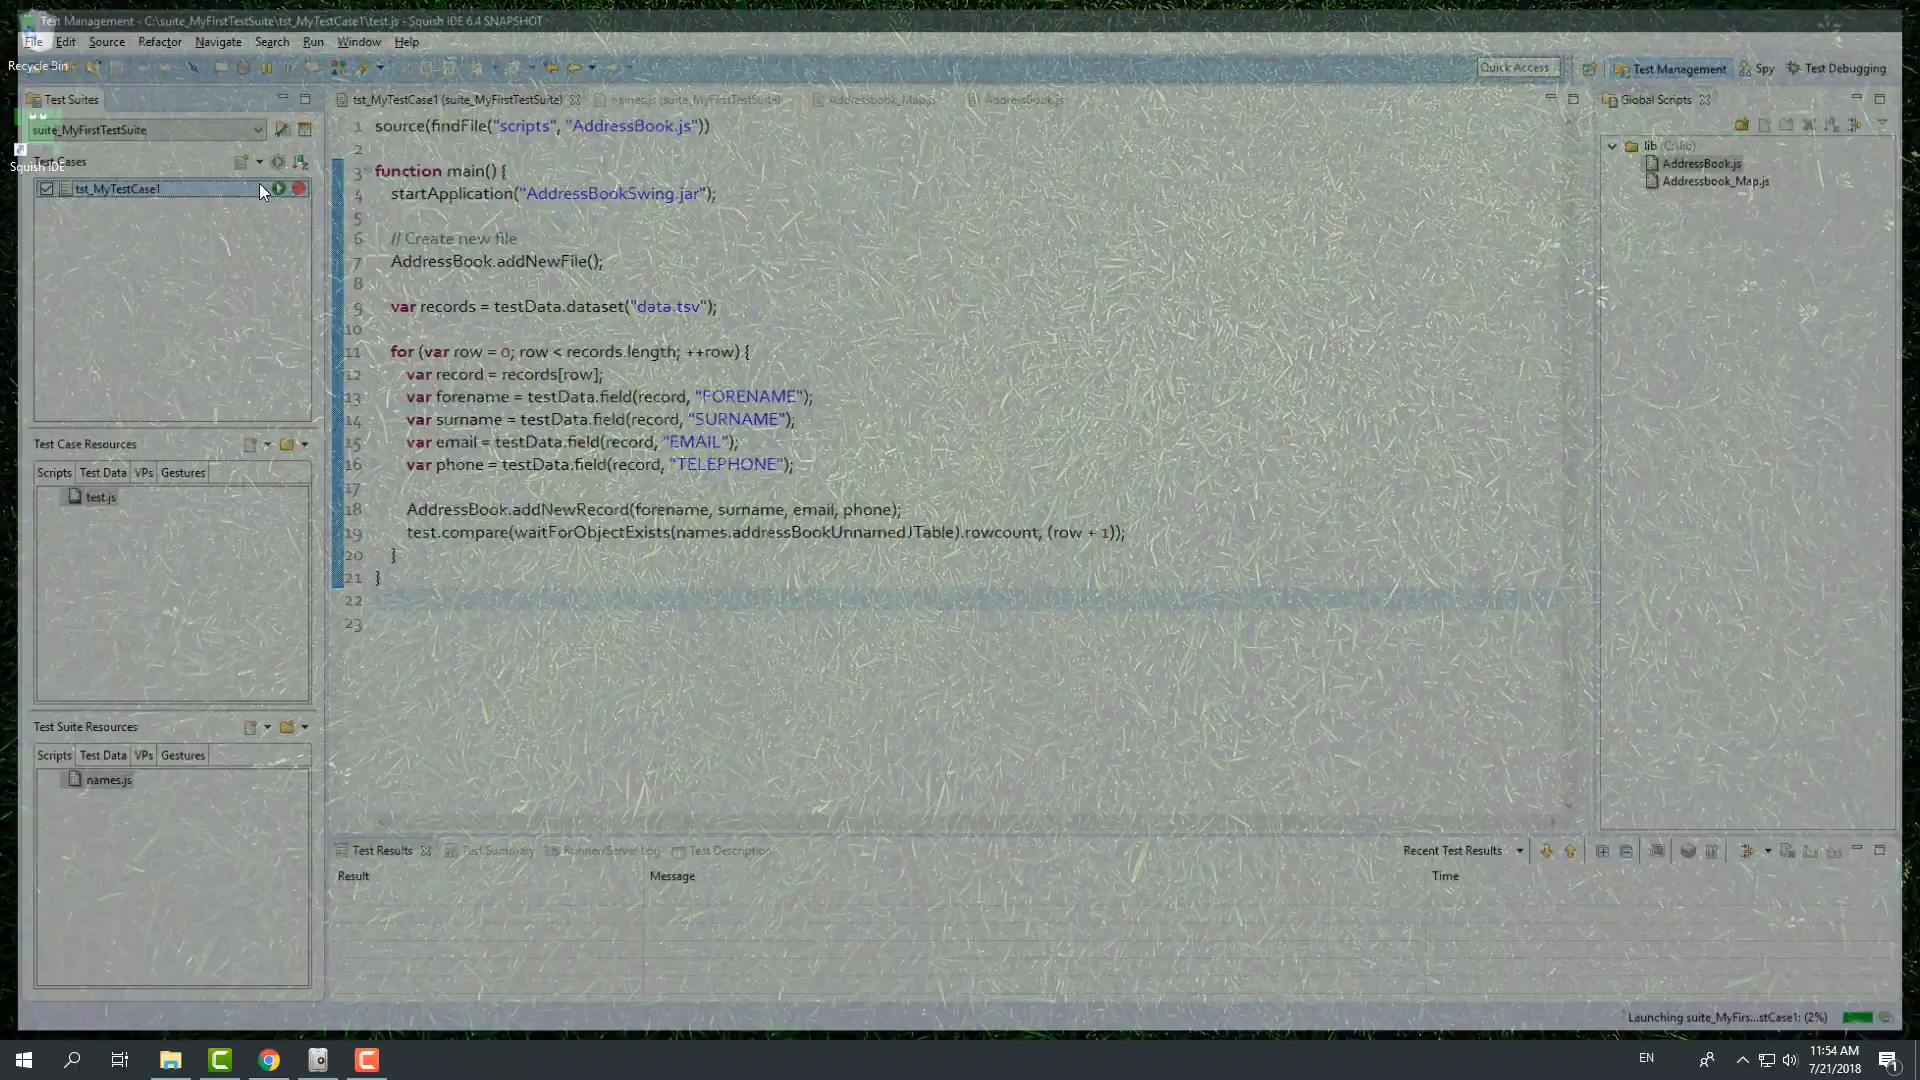 Test Management - C:\suite_MyFirstTestSuite\tst_MyTestCase1\test.js - Squish IDE 6.4 SNAPSHOT
File Edit Source Refactor Navigate Search Run Window Help
Recycle Bin
Quick Access
Test Management
Spy
Test Debugging
Test Suites
suite_MyFirstTestSuite
Squish IDE
Test Cases
tst_MyTestCase1
Test Case Resources
Scripts Test Data VPs Gestures
test.js
Test Suite Resources
Scripts Test Data VPs Gestures
names.js
tst_MyTestCase1 (suite_MyFirstTestSuite)
names.js (suite_MyFirstTestSuite)
Addressbook_Map.js
AddressBook.js
1 source(findFile("scripts", "AddressBook.js"))
2
3 function main() {
4 startApplication("AddressBookSwing.jar");
5
6 // Create new file
7 AddressBook.addNewFile();
8
9 var records = testData.dataset("data.tsv");
10
11 for (var row = 0; row < records.length; ++row) {
12 var record = records[row];
13 var forename = testData.field(record, "FORENAME");
14 var surname = testData.field(record, "SURNAME");
15 var email = testData.field(record, "EMAIL");
16 var phone = testData.field(record, "TELEPHONE");
17
18 AddressBook.addNewRecord(forename, surname, email, phone);
19 test.compare(waitForObjectExists(names.addressBookUnnamedJTable).rowcount, (row + 1));
20 }
21 }
22
23
Global Scripts
lib (C:\lib)
AddressBook.js
Addressbook_Map.js
Test Results
Test Summary
Runner/Server Log
Test Description
Recent Test Results
Result Message Time
Launching suite_MyFirs...stCase1: (2%)
EN
11:54 AM
7/21/2018
1